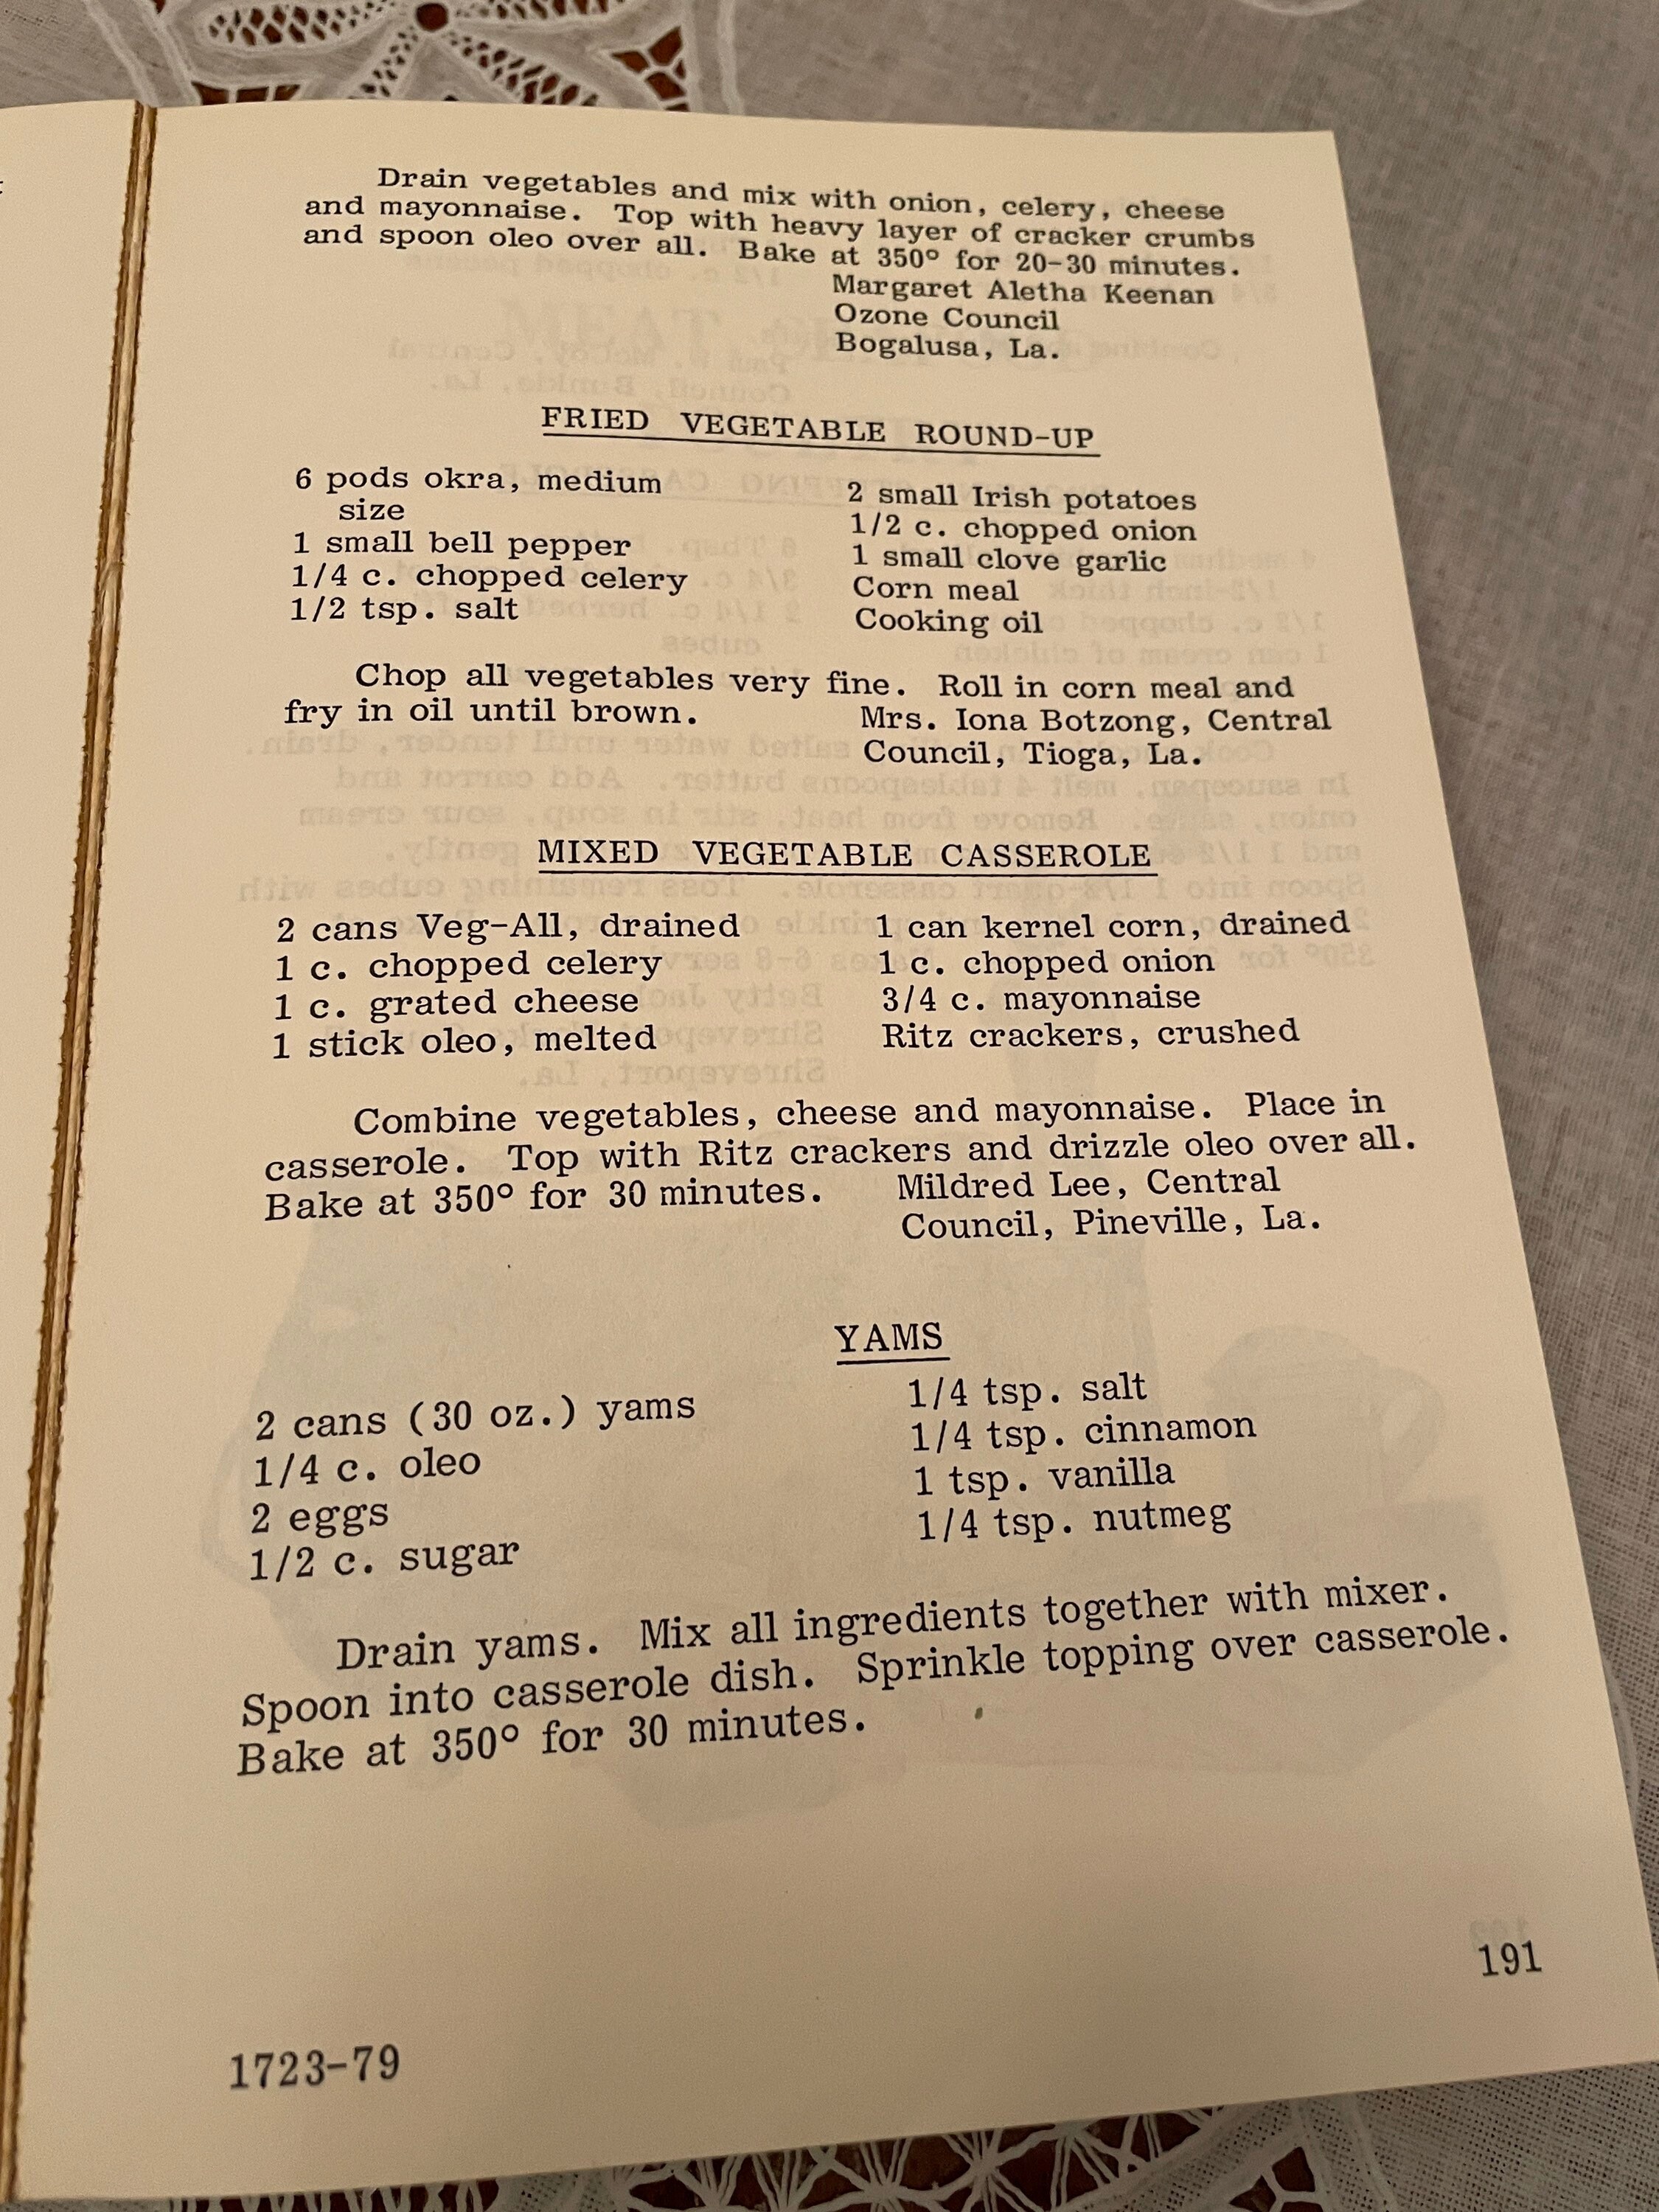 Drain vegetables and mix with onion, celery, cheese
and mayonnaise. Top with heavy layer of cracker crumbs
and spoon oleo over all. Bake at 350° for 20-30 minutes.
Margaret Aletha Keenan
Ozone Council
Bogalusa, La.
FRIED VEGETABLE ROUND-UP
6 pods okra, medium
size
1 small bell pepper
1/4 c. chopped celery
1/2 tsp. salt
2 small Irish potatoes
1/2 c. chopped onion
1 small clove garlic
Corn meal
Cooking oil
Chop all vegetables very fine. Roll in corn meal and
fry in oil until brown.
Mrs. Iona Botzong, Central
Council, Tioga, La.
MIXED VEGETABLE CASSEROLE
2 cans Veg-All, drained
1 c. chopped celery
1 c. grated cheese
1 stick oleo, melted
1 can kernel corn, drained
1 c. chopped onion
3/4 c. mayonnaise
Ritz crackers, crushed
Combine vegetables, cheese and mayonnaise. Place in
casserole. Top with Ritz crackers and drizzle oleo over all.
Bake at 350° for 30 minutes.
Mildred Lee, Central
Council, Pineville, La.
YAMS
2 cans (30 oz.) yams
1/4 c. oleo
2 eggs
1/2 c. sugar
1/4 tsp. salt
1/4 tsp. cinnamon
1 tsp. vanilla
1/4 tsp. nutmeg
Drain yams. Mix all ingredients together with mixer.
Spoon into casserole dish. Sprinkle topping over casserole.
Bake at 350° for 30 minutes.
191
1723-79